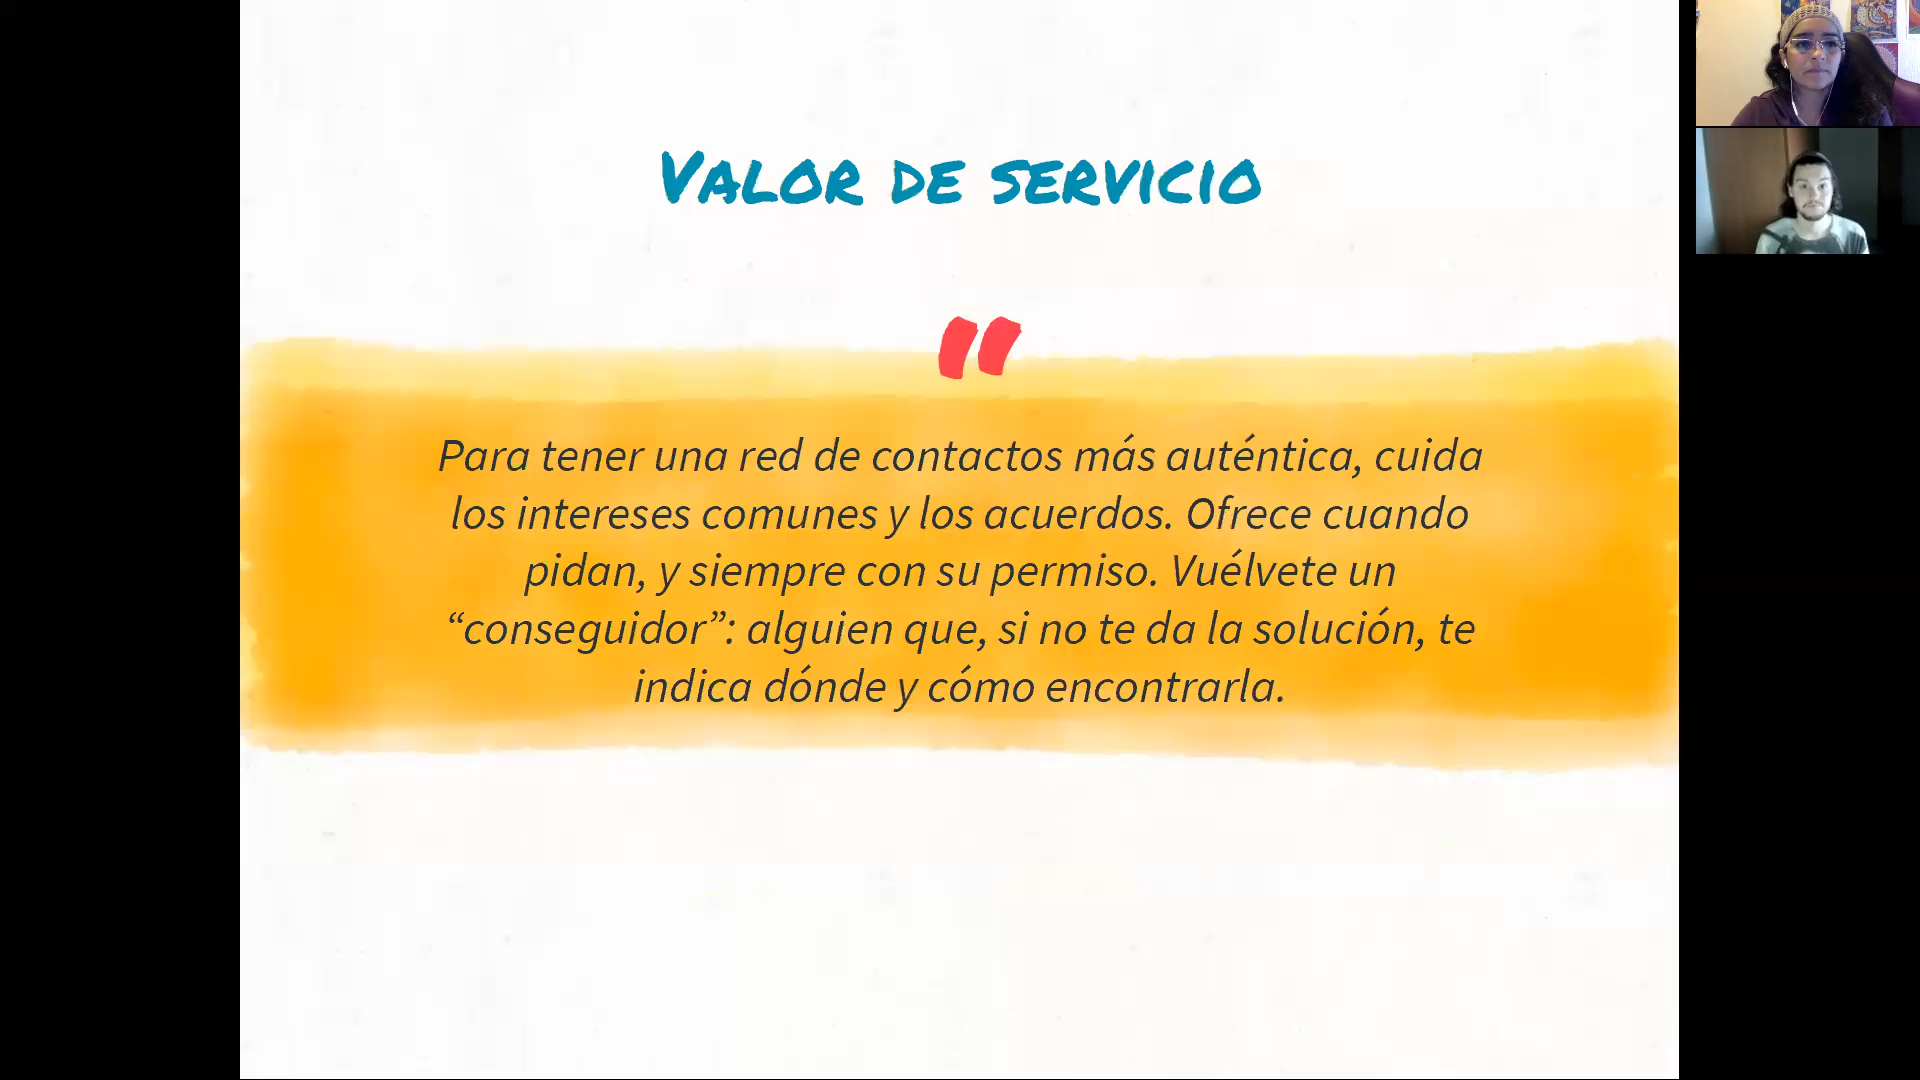 Valor de servicio
"
Para tener una red de contactos más auténtica, cuida
los intereses comunes y los acuerdos. Ofrece cuando
pidan, y siempre con su permiso. Vuélvete un
“conseguidor”: alguien que, si no te da la solución, te
indica dónde y cómo encontrarla.